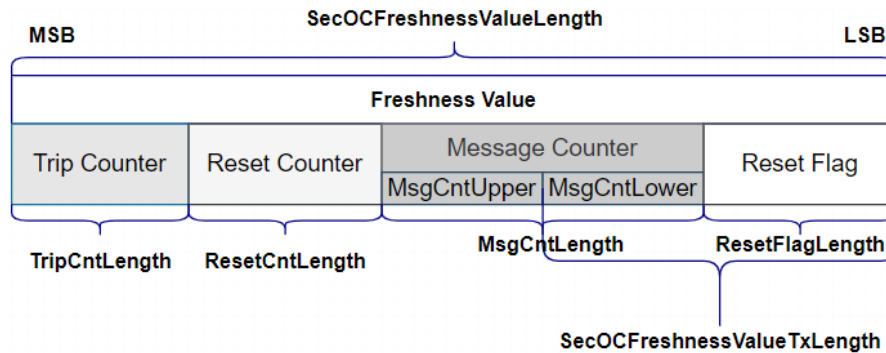 SecOCFreshnessValueLength
MSB LSB
Freshness Value
Trip Counter Reset Counter Message Counter Reset Flag
MsgCntUpper MsgCntLower
TripCntLength ResetCntLength MsgCntLength ResetFlagLength
SecOCFreshnessValueTxLength